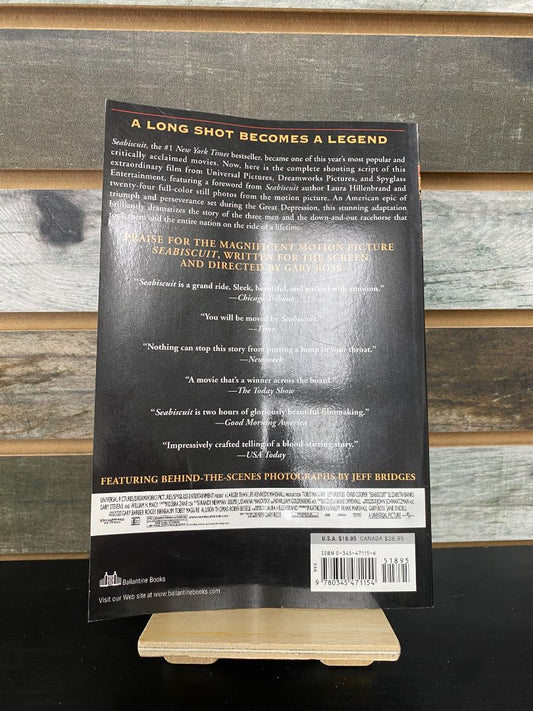 A LONG SHOT BECOMES A LEGEND
Seabiscuit, the #1 New York Times bestseller, became one of this year's most popular and
critically acclaimed movies. Now, here is the complete shooting script of this
extraordinary film from Universal Pictures, Dreamworks Pictures, and Spyglass
Entertainment, featuring a foreword from Seabiscuit author Laura Hillenbrand and
twenty-four full-color still photos from the motion picture. An American epic of
triumph and perseverance set during the Great Depression, this stunning adaptation
brilliantly dramatizes the story of the three men and the down-and-out racehorse that
took them and the entire nation on the ride of a lifetime.
PRAISE FOR THE MAGNIFICENT MOTION PICTURE
SEABISCUIT, WRITTEN FOR THE SCREEN
AND DIRECTED BY GARY ROSS
"Seabiscuit is a grand ride. Sleek, beautiful, and packed with emotion."
—Chicago Tribune
"You will be moved by Seabiscuit."
—Time
"Nothing can stop this story from putting a lump in your throat."
—Newsweek
"A movie that's a winner across the board."
—The Today Show
"Seabiscuit is two hours of gloriously beautiful filmmaking."
—Good Morning America
"Impressively crafted telling of a blood-stirring story."
—USA Today
FEATURING BEHIND-THE-SCENES PHOTOGRAPHS BY JEFF BRIDGES
U.S.A. $18.95 CANADA $28.95
ISBN 0-345-47115-6
51895
EAN
9 780345 471154
Ballantine Books
Visit our Web site at www.ballantinebooks.com